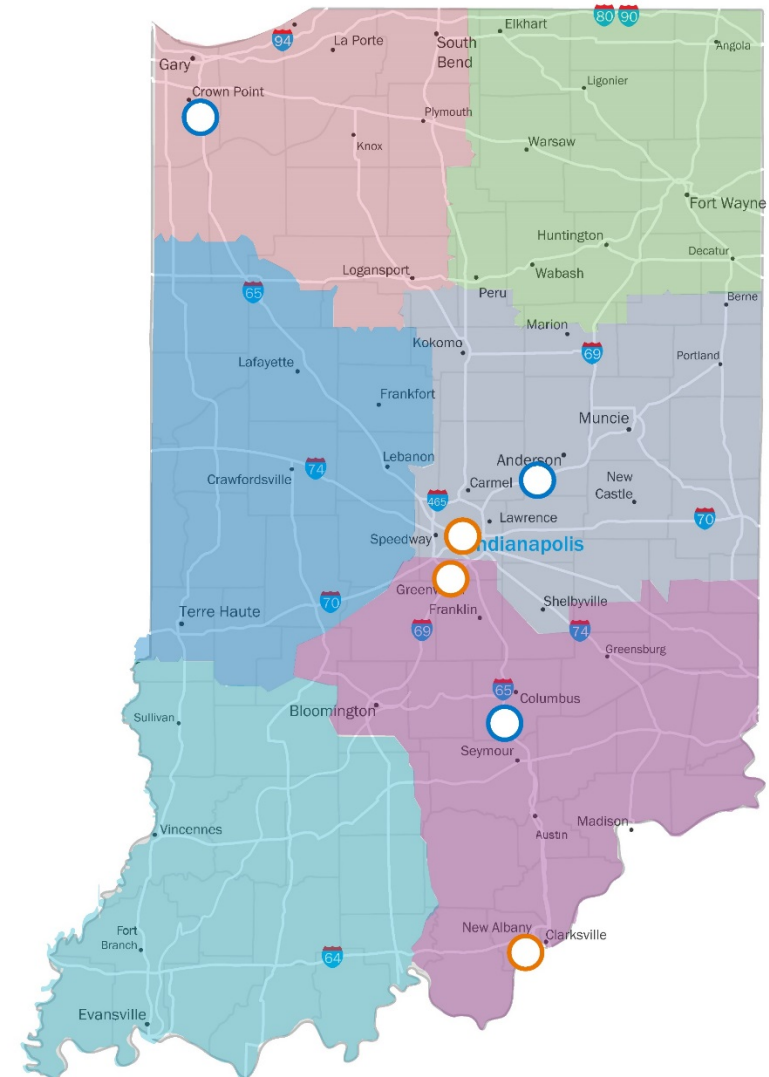 80
90
Elkhart
94
La Porte
South
Bend
Angola
Gary
Ligonier
Crown Point
Plymouth
Knox
Warsaw
Fort Wayne
Huntington
Decatur
Logansport
Wabash
Peru
65
Berne
Marion
Kokomo
69
Portland
Lafayette
Frankfort
Muncie
Lebanon
Anderson
74
Crawfordsville
Carmel
New
Castle
465
Lawrence
70
Speedway
ndianapolis
70
Franklin
Shelbyville
Terre Haute
69
74
Greensburg
65
Columbus
Bloomington
Sullivan
Seymour
Madison
Vincennes
Austin
New Albany
Clarksville
Fort
Branch
64
Evansville